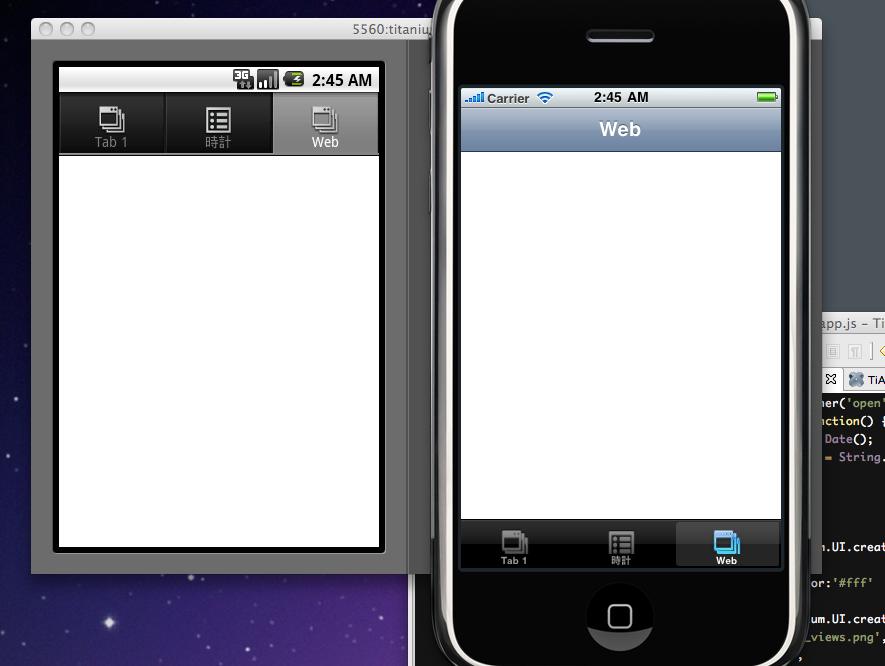 5560:titaniu
3G
2:45 AM
Tab 1
時計
Web
Carrier
2:45 AM
Web
Tab 1
時計
Web
app.js – Ti
TiA
ner('open'
nction() {
Date();
= String.
m.UI.creat
or:'#fff'
um.UI.creat
_views.png',
,